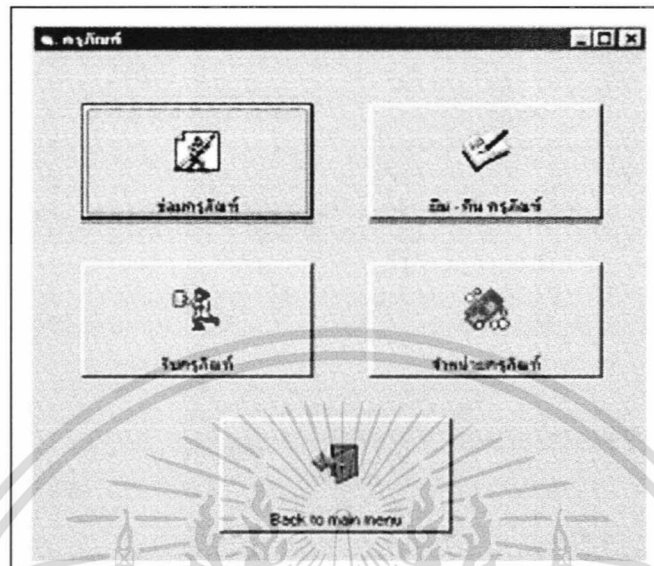 ครุภัณฑ์
ซ่อมครุภัณฑ์
ยืม - คืน ครุภัณฑ์
รับครุภัณฑ์
จำหน่ายครุภัณฑ์
Back to main menu